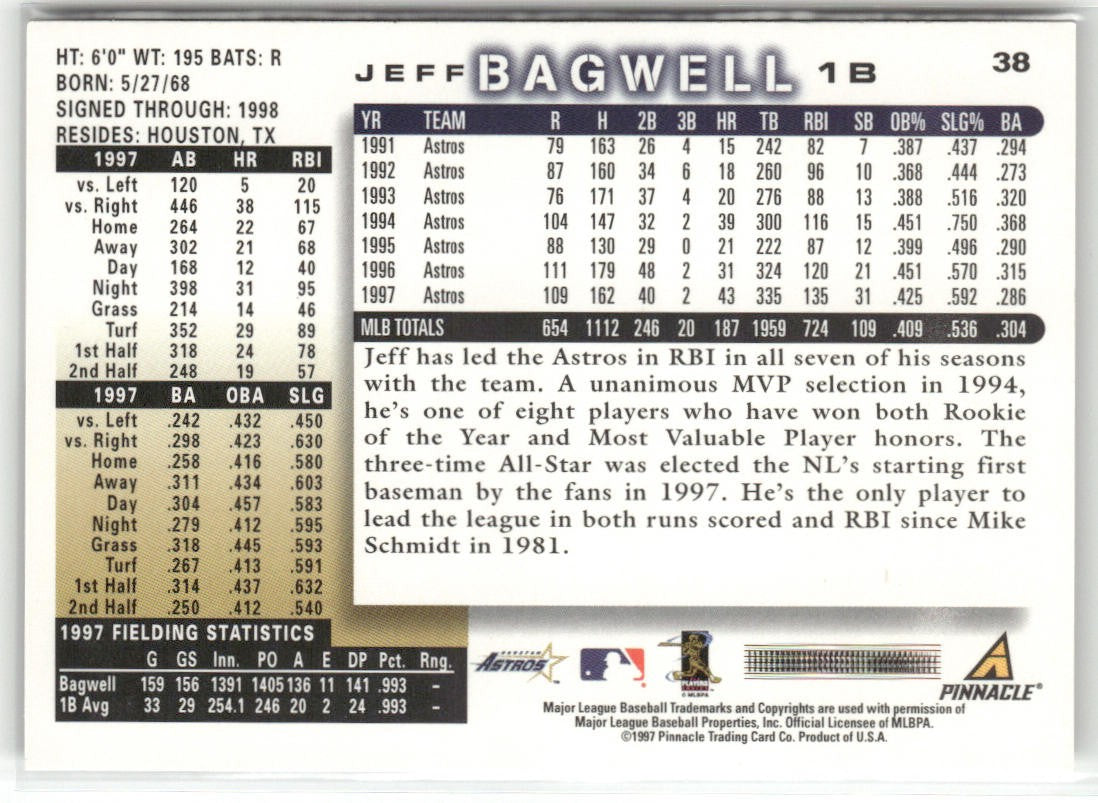 HT: 6'0" WT: 195 BATS: R
BORN: 5/27/68
SIGNED THROUGH: 1998
RESIDES: HOUSTON, TX
JEFF BAGWELL 1B
38
1997 AB HR RBI
vs. Left 120 5 20
vs. Right 446 38 115
Home 264 22 67
Away 302 21 68
Day 168 12 40
Night 398 31 95
Grass 214 14 46
Turf 352 29 89
1st Half 318 24 78
2nd Half 248 19 57
1997 BA OBA SLG
vs. Left .242 .432 .450
vs. Right .298 .423 .630
Home .258 .416 .580
Away .311 .434 .603
Day .304 .457 .583
Night .279 .412 .595
Grass .318 .445 .593
Turf .267 .413 .591
1st Half .314 .437 .632
2nd Half .250 .412 .540
1997 FIELDING STATISTICS
G GS Inn. PO A E DP Pct. Rng.
Bagwell 159 156 1391 1405 136 11 141 .993 –
1B Avg 33 29 254.1 246 20 2 24 .993 –
YR TEAM R H 2B 3B HR TB RBI SB OB% SLG% BA
1991 Astros 79 163 26 4 15 242 82 7 .387 .437 .294
1992 Astros 87 160 34 6 18 260 96 10 .368 .444 .273
1993 Astros 76 171 37 4 20 276 88 13 .388 .516 .320
1994 Astros 104 147 32 2 39 300 116 15 .451 .750 .368
1995 Astros 88 130 29 0 21 222 87 12 .399 .496 .290
1996 Astros 111 179 48 2 31 324 120 21 .451 .570 .315
1997 Astros 109 162 40 2 43 335 135 31 .425 .592 .286
MLB TOTALS 654 1112 246 20 187 1959 724 109 .409 .536 .304
Jeff has led the Astros in RBI in all seven of his seasons
with the team. A unanimous MVP selection in 1994,
he's one of eight players who have won both Rookie
of the Year and Most Valuable Player honors. The
three-time All-Star was elected the NL's starting first
baseman by the fans in 1997. He's the only player to
lead the league in both runs scored and RBI since Mike
Schmidt in 1981.
HOUSTON
ASTROS
PLAYERS
CHOICE
© MLBPA
PINNACLE®
Major League Baseball Trademarks and Copyrights are used with permission of
Major League Baseball Properties, Inc. Official Licensee of MLBPA.
©1997 Pinnacle Trading Card Co. Product of U.S.A.